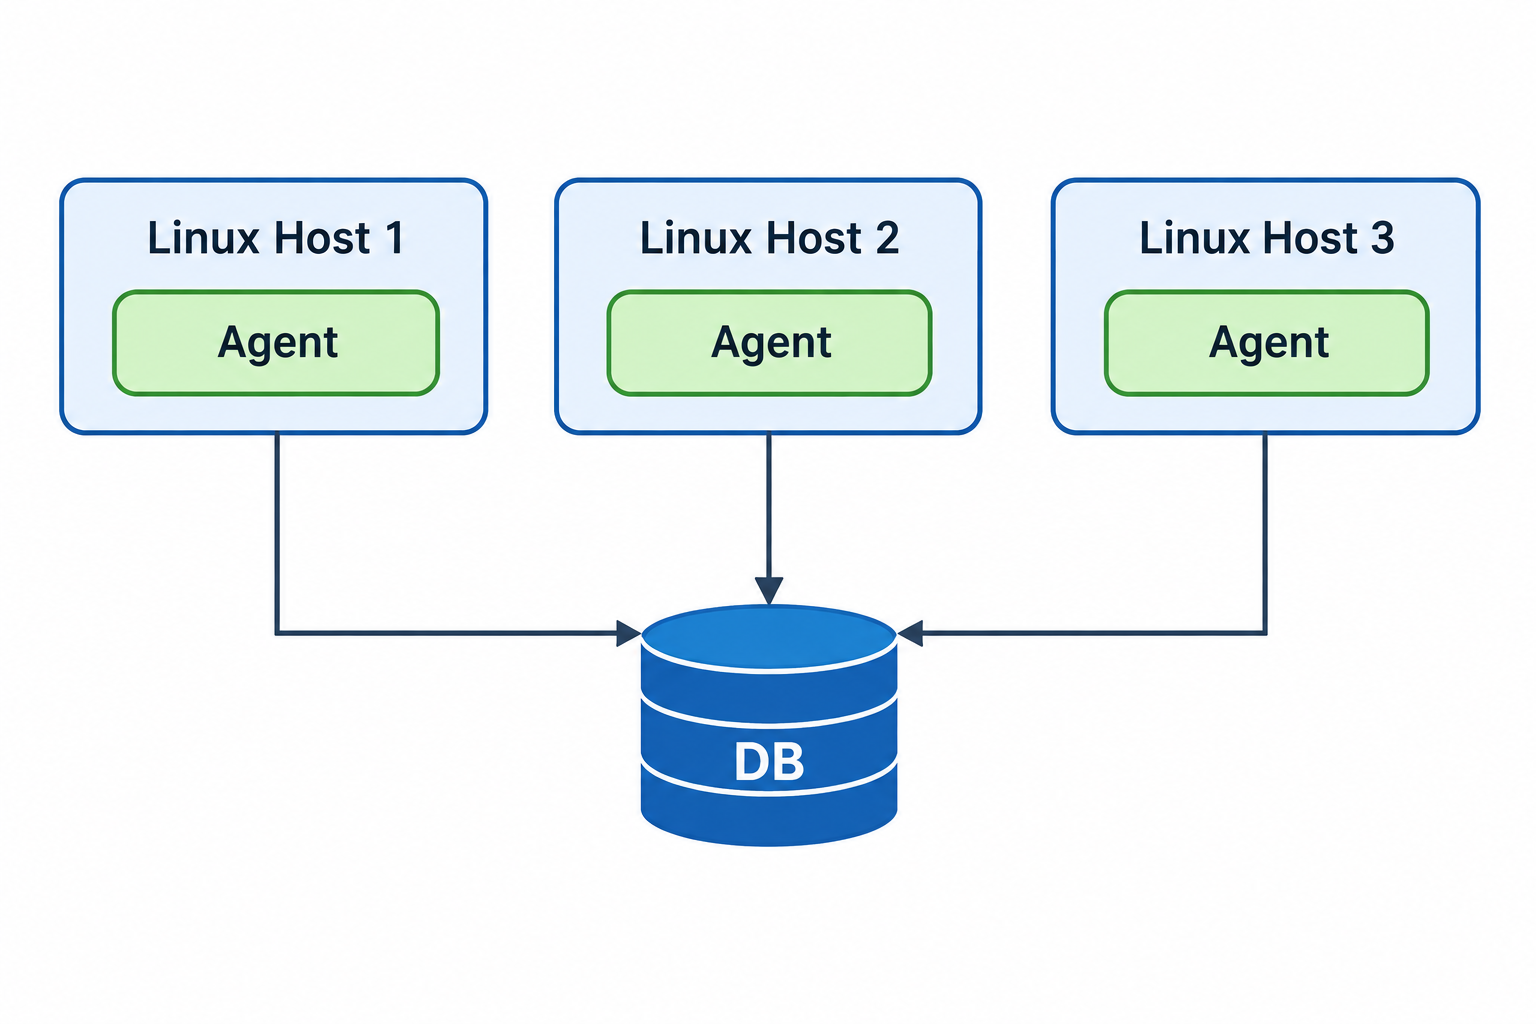 Linux Host 1
Agent
Linux Host 2
Agent
Linux Host 3
Agent
DB